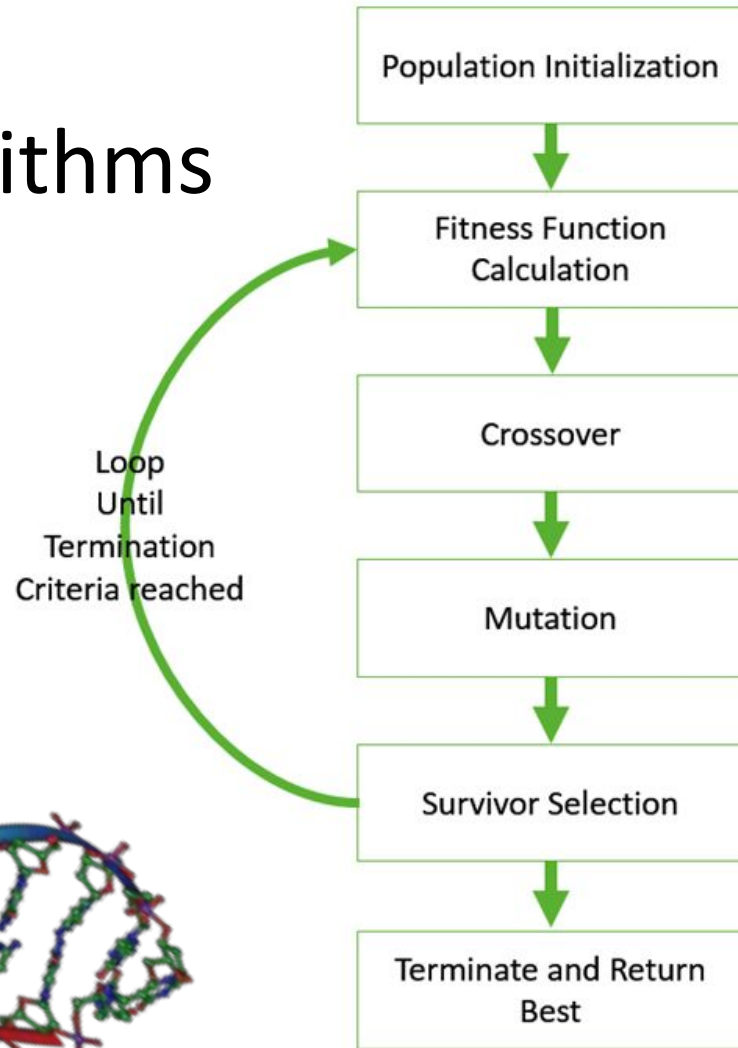 ithms
Population Initialization
Fitness Function
Calculation
Crossover
Loop
Until
Termination
Criteria reached
Mutation
Survivor Selection
Terminate and Return
Best